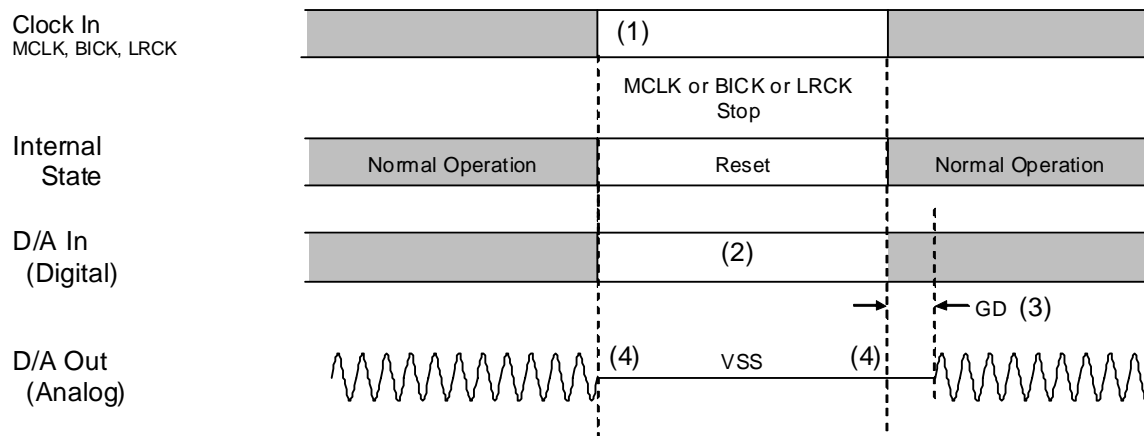 Clock In
MCLK, BICK, LRCK
(1)
MCLK or BICK or LRCK
Stop
Internal
State
Normal Operation
Reset
Normal Operation
D/A In
(Digital)
(2)
GD (3)
D/A Out
(Analog)
(4)
VSS
(4)